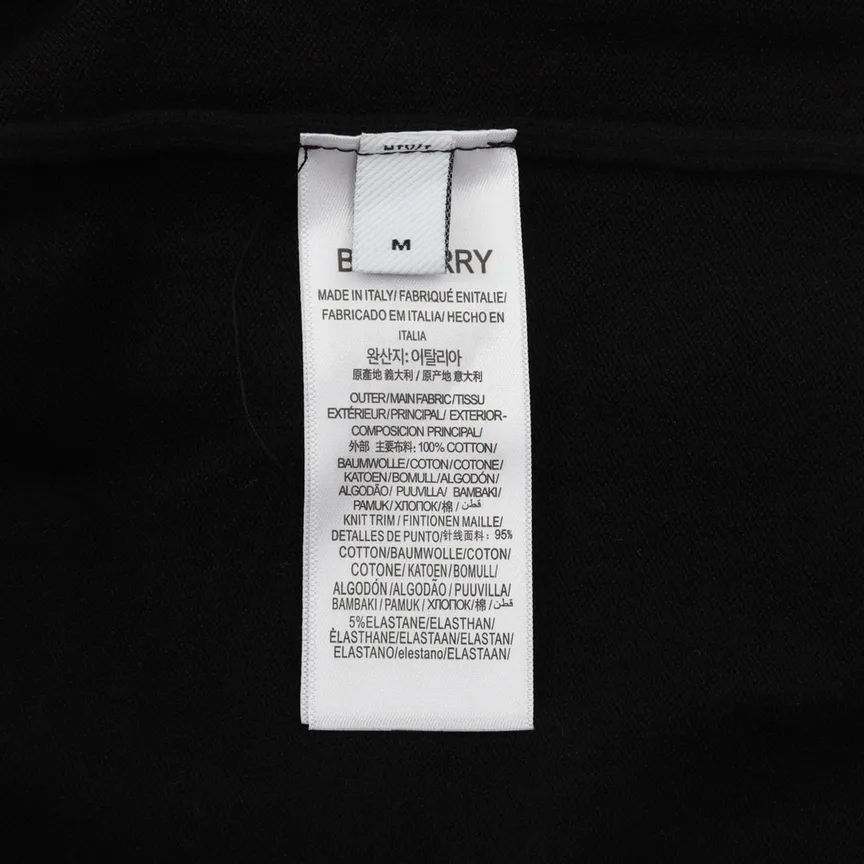 M
B RRY
MADE IN ITALY/ FABRIQUÉ ENITALIE/
FABRICADO EM ITALIA/ HECHO EN
ITALIA
완산지: 어탈리아
原產地 義大利 / 原产地 意大利
OUTER/MAIN FABRIC/TISSU
EXTÉRIEUR/PRINCIPAL/ EXTERIOR-
COMPOSICION PRINCIPAL/
外部 主要布料: 100% COTTON/
BAUMWOLLE/COTON/COTONE/
KATOEN/BOMULL/ALGODÓN/
ALGODÃO/ PUUVILLA/ BAMBAKI/
PAMUK/ХЛОПОК/棉/قطن
KNIT TRIM / FINTIONEN MAILLE/
DETALLES DE PUNTO/针线面料: 95%
COTTON/BAUMWOLLE/COTON/
COTONE/ KATOEN/BOMULL/
ALGODÓN /ALGODÃO / PUUVILLA/
BAMBAKI / PAMUK / ХЛОПОК/棉 /قطن
5%ELASTANE/ELASTHAN/
ÈLASTHANE/ELASTAAN/ELASTAN/
ELASTANO/elestano/ELASTAAN/